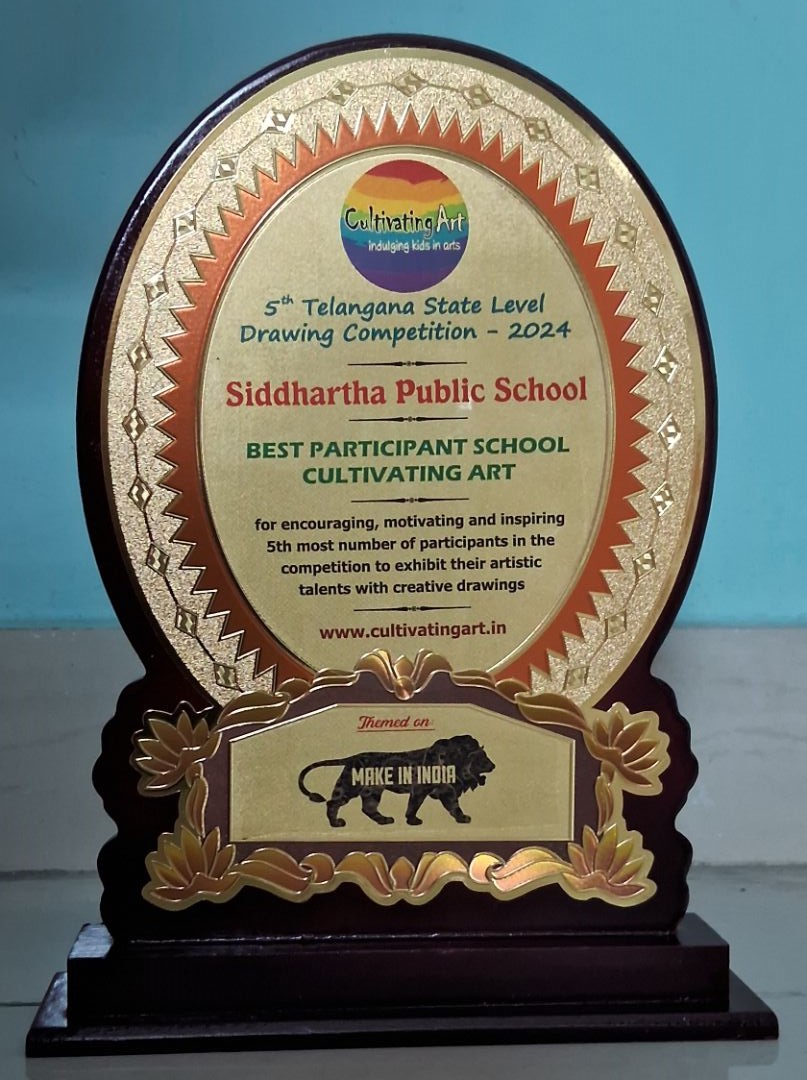 Cultivating Art
indulging kids in arts
5th Telangana State Level
Drawing Competition - 2024
Siddhartha Public School
BEST PARTICIPANT SCHOOL
CULTIVATING ART
for encouraging, motivating and inspiring
5th most number of participants in the
competition to exhibit their artistic
talents with creative drawings
www.cultivatingart.in
Themed on:
MAKE IN INDIA